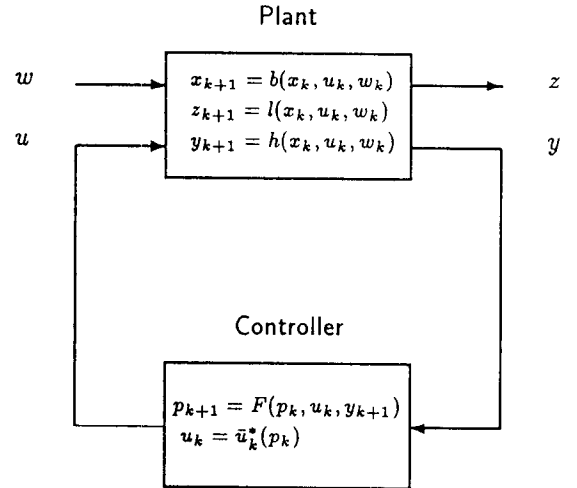 Plant
w
x_{k+1} = b(x_k, u_k, w_k)
z
z_{k+1} = l(x_k, u_k, w_k)
u
y_{k+1} = h(x_k, u_k, w_k)
y
Controller
p_{k+1} = F(p_k, u_k, y_{k+1})
u_k = ū*_k(p_k)